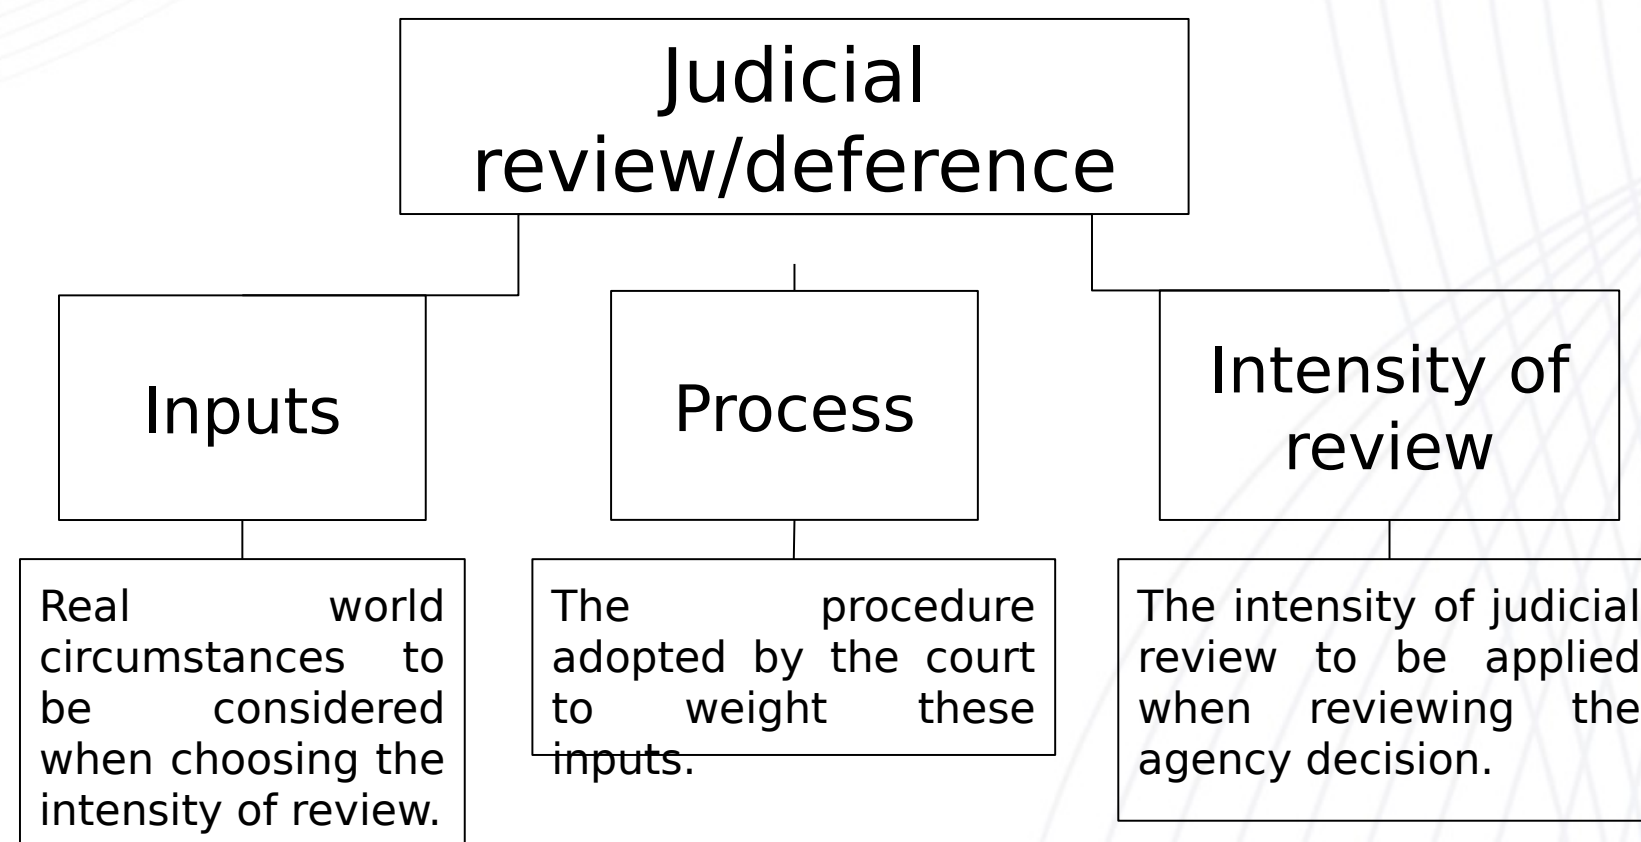 Judicial
review/deference
Inputs
Process
Intensity of
review
Real world
circumstances to
be considered
when choosing the
intensity of review.
The procedure
adopted by the court
to weight these
inputs.
The intensity of judicial
review to be applied
when reviewing the
agency decision.